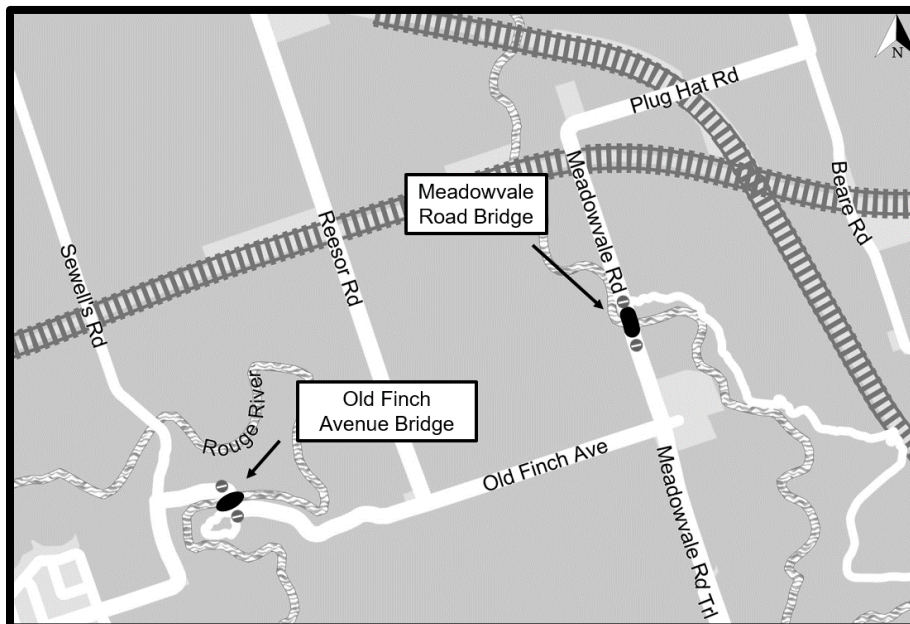 N
Plug Hat Rd
Meadowvale Rd
Beare Rd
Meadowvale
Road Bridge
Reesor Rd
Sewell's Rd
Rouge River
Old Finch
Avenue Bridge
Old Finch Ave
Meadowvale Rd Trl